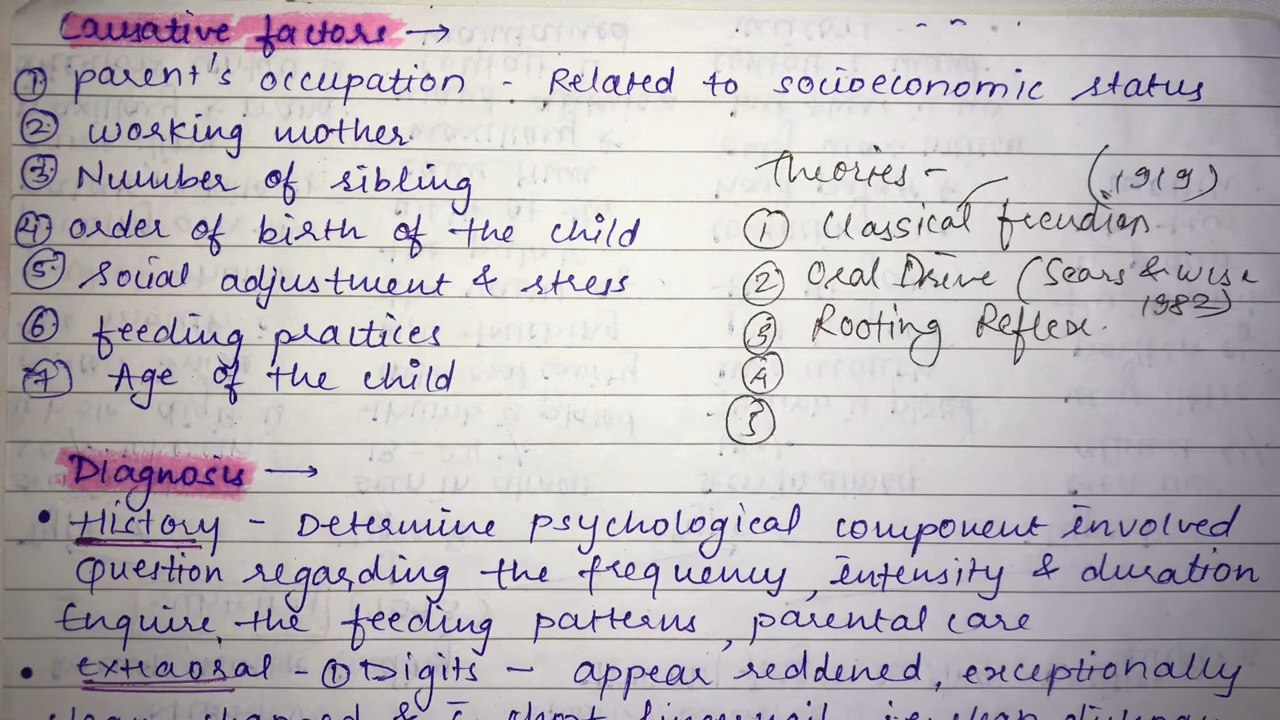 Causative factors →
① parent's occupation - Related to socioeconomic status
② working mother.
③ Number of sibling
④ order of birth of the child
⑤ Social adjustment & stress
⑥ feeding practices
⑦ Age of the child
Theories - (1919)
① Classical freudian
② Oral Drive (Sears & Wise
1982)
③ Rooting Reflex.
④
⑤
Diagnosis →
• History - Determine psychological component involved
Question regarding the frequency, intensity & duration
Enquire the feeding patterns, parental care
• Extraoral - ① Digits - appear reddened, exceptionally